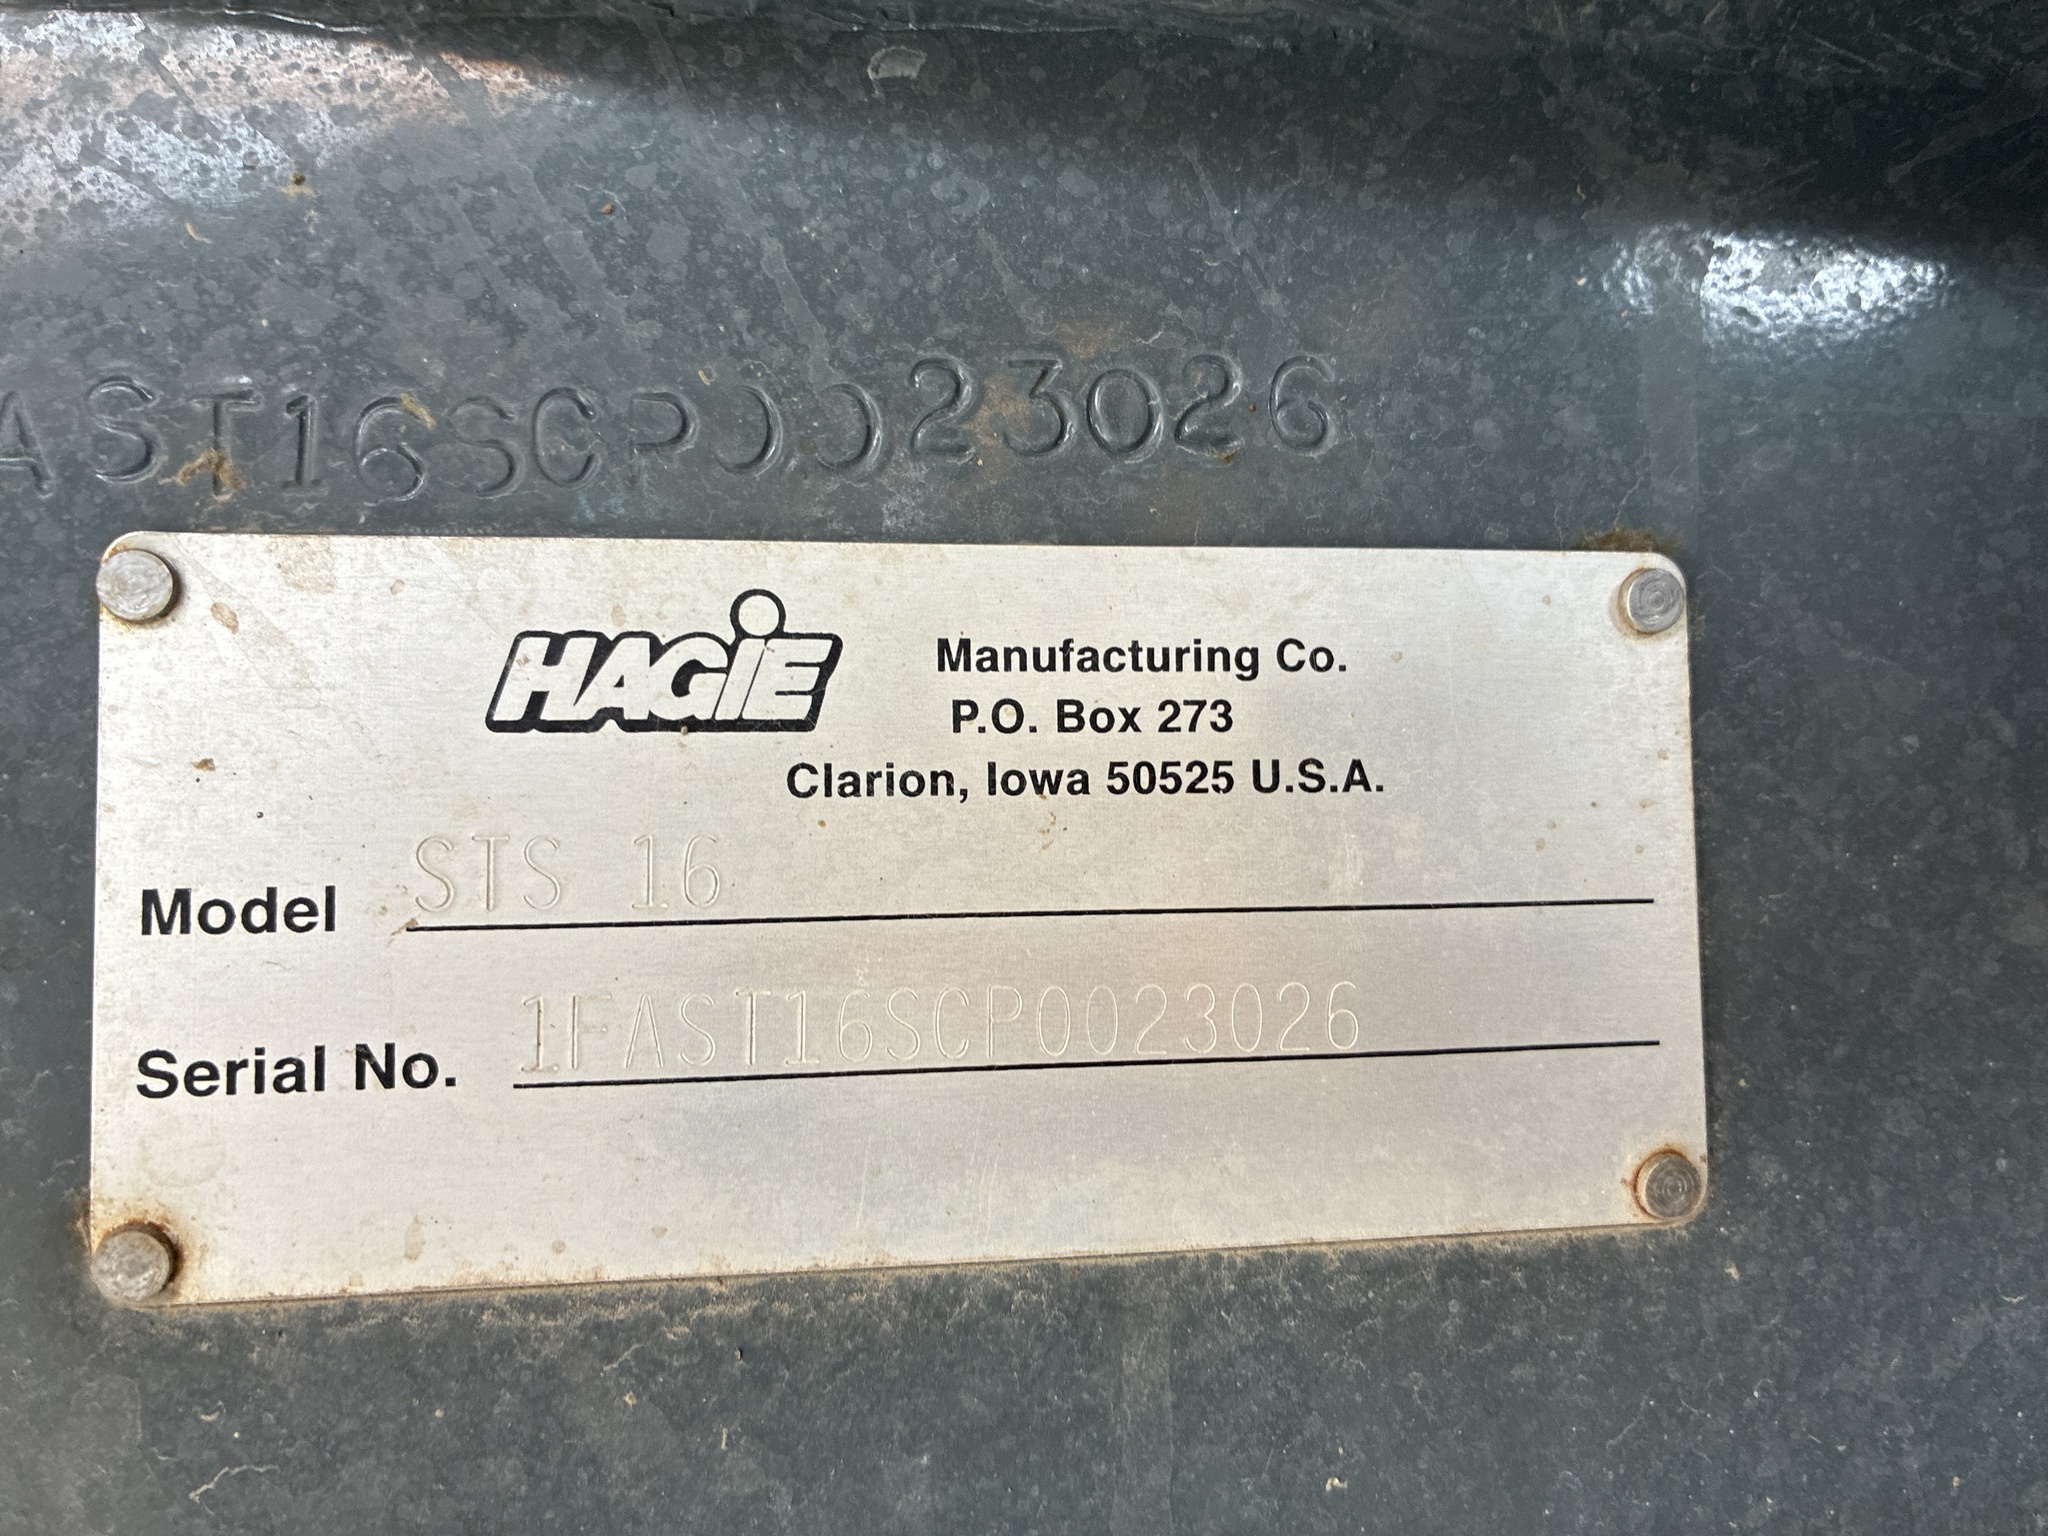 AST16SCP0023026
HAGIE Manufacturing Co.
P.O. Box 273
Clarion, Iowa 50525 U.S.A.
Model STS 16
Serial No. 1FAST16SCP0023026